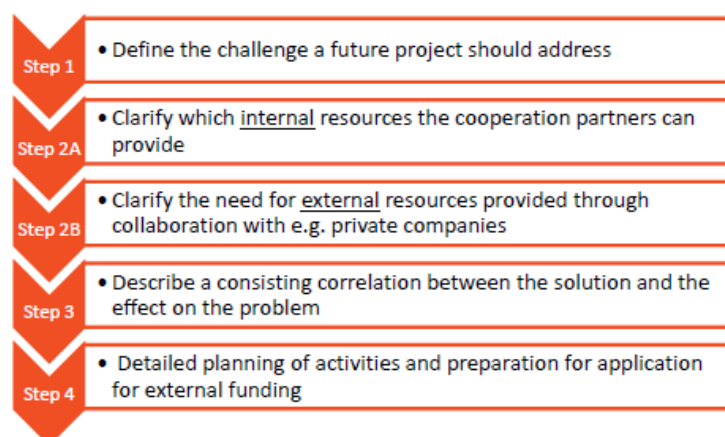 Step 1
• Define the challenge a future project should address
Step 2A
• Clarify which internal resources the cooperation partners can
provide
Step 2B
• Clarify the need for external resources provided through
collaboration with e.g. private companies
Step 3
• Describe a consisting correlation between the solution and the
effect on the problem
Step 4
• Detailed planning of activities and preparation for application
for external funding